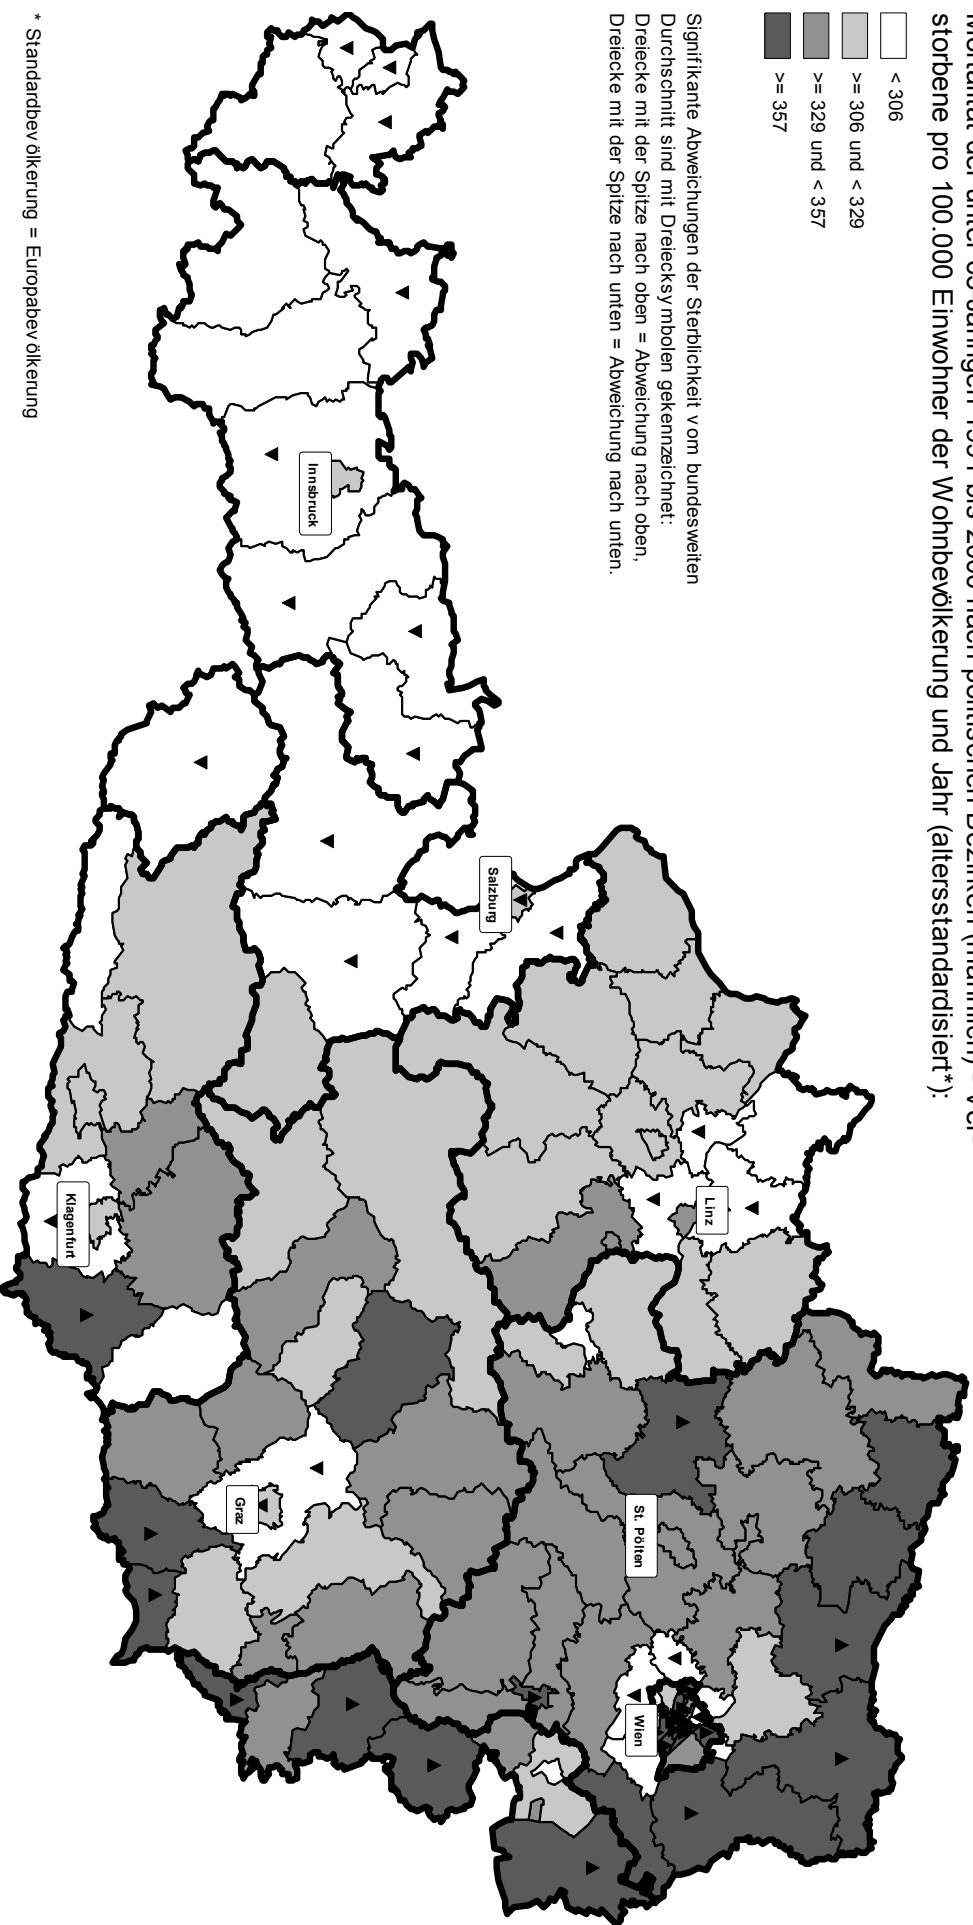 storbene pro 100.000 Einwohner der Wohnbevölkerung und Jahr (altersstandardisiert*):
< 306
>= 306 und < 329
>= 329 und < 357
>= 357
Signifikante Abweichungen der Sterblichkeit vom bundesweiten
Durchschnitt sind mit Dreiecksymbolen gekennzeichnet:
Dreiecke mit der Spitze nach oben = Abweichung nach oben,
Dreiecke mit der Spitze nach unten = Abweichung nach unten.
Linz
St. Pölten
Wien
Salzburg
Innsbruck
Graz
Klagenfurt
* Standardbevölkerung = Europabevölkerung